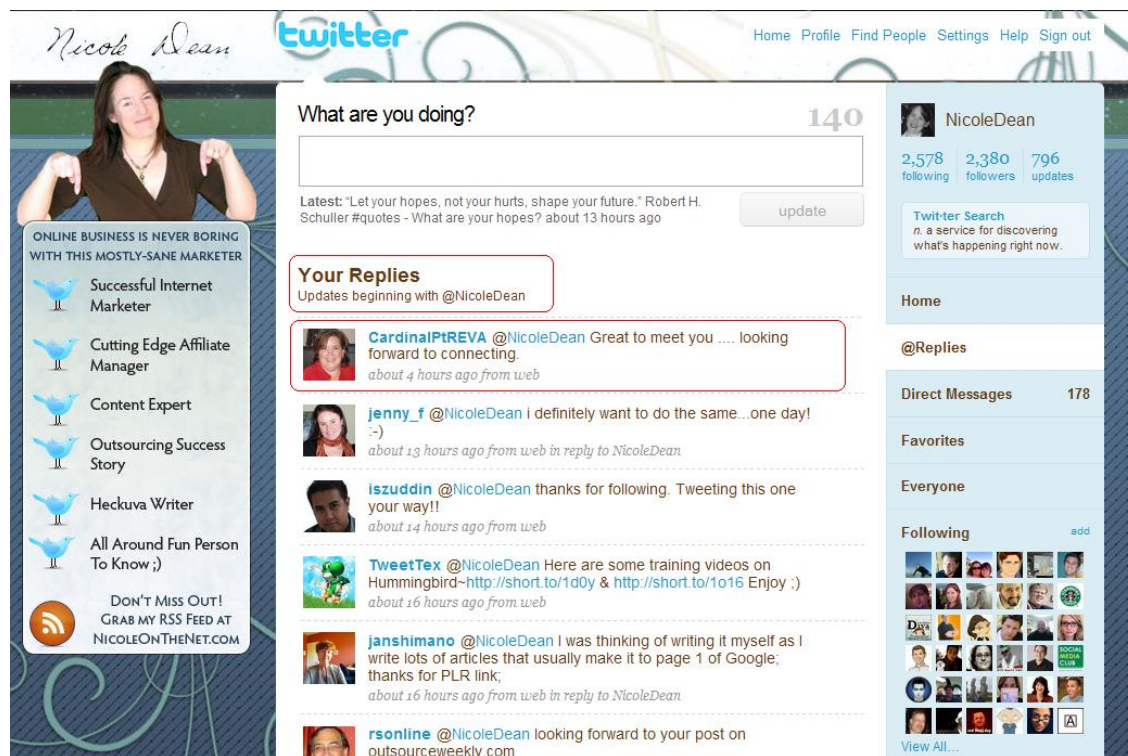 Nicole Dean
twitter
Home Profile Find People Settings Help Sign out
ONLINE BUSINESS IS NEVER BORING
WITH THIS MOSTLY-SANE MARKETER
Successful Internet
Marketer
Cutting Edge Affiliate
Manager
Content Expert
Outsourcing Success
Story
Heckuva Writer
All Around Fun Person
To Know ;)
DON'T MISS OUT!
GRAB MY RSS FEED AT
NICOLEONTHENET.COM
What are you doing?
140
Latest: "Let your hopes, not your hurts, shape your future." Robert H.
Schuller #quotes - What are your hopes? about 13 hours ago
update
Your Replies
Updates beginning with @NicoleDean
CardinalPtREVA @NicoleDean Great to meet you .... looking
forward to connecting.
about 4 hours ago from web
jenny_f @NicoleDean i definitely want to do the same...one day!
:-)
about 13 hours ago from web in reply to NicoleDean
iszuddin @NicoleDean thanks for following. Tweeting this one
your way!!
about 14 hours ago from web
TweetTex @NicoleDean Here are some training videos on
Hummingbird~http://short.to/1d0y & http://short.to/1o16 Enjoy ;)
about 16 hours ago from web
janshimano @NicoleDean I was thinking of writing it myself as I
write lots of articles that usually make it to page 1 of Google;
thanks for PLR link;
about 16 hours ago from web in reply to NicoleDean
rsonline @NicoleDean looking forward to your post on
outsourceweekly.com
NicoleDean
2,578 2,380 796
following followers updates
Twit·ter Search
n. a service for discovering
what's happening right now.
Home
@Replies
Direct Messages 178
Favorites
Everyone
Following add
SOCIAL
MEDIA
CLUB
A
View All...